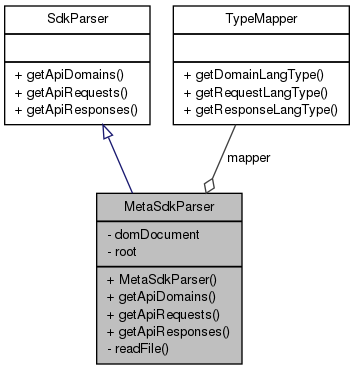 SdkParser
+ getApiDomains()
+ getApiRequests()
+ getApiResponses()
TypeMapper
+ getDomainLangType()
+ getRequestLangType()
+ getResponseLangType()
mapper
MetaSdkParser
- domDocument
- root
+ MetaSdkParser()
+ getApiDomains()
+ getApiRequests()
+ getApiResponses()
- readFile()